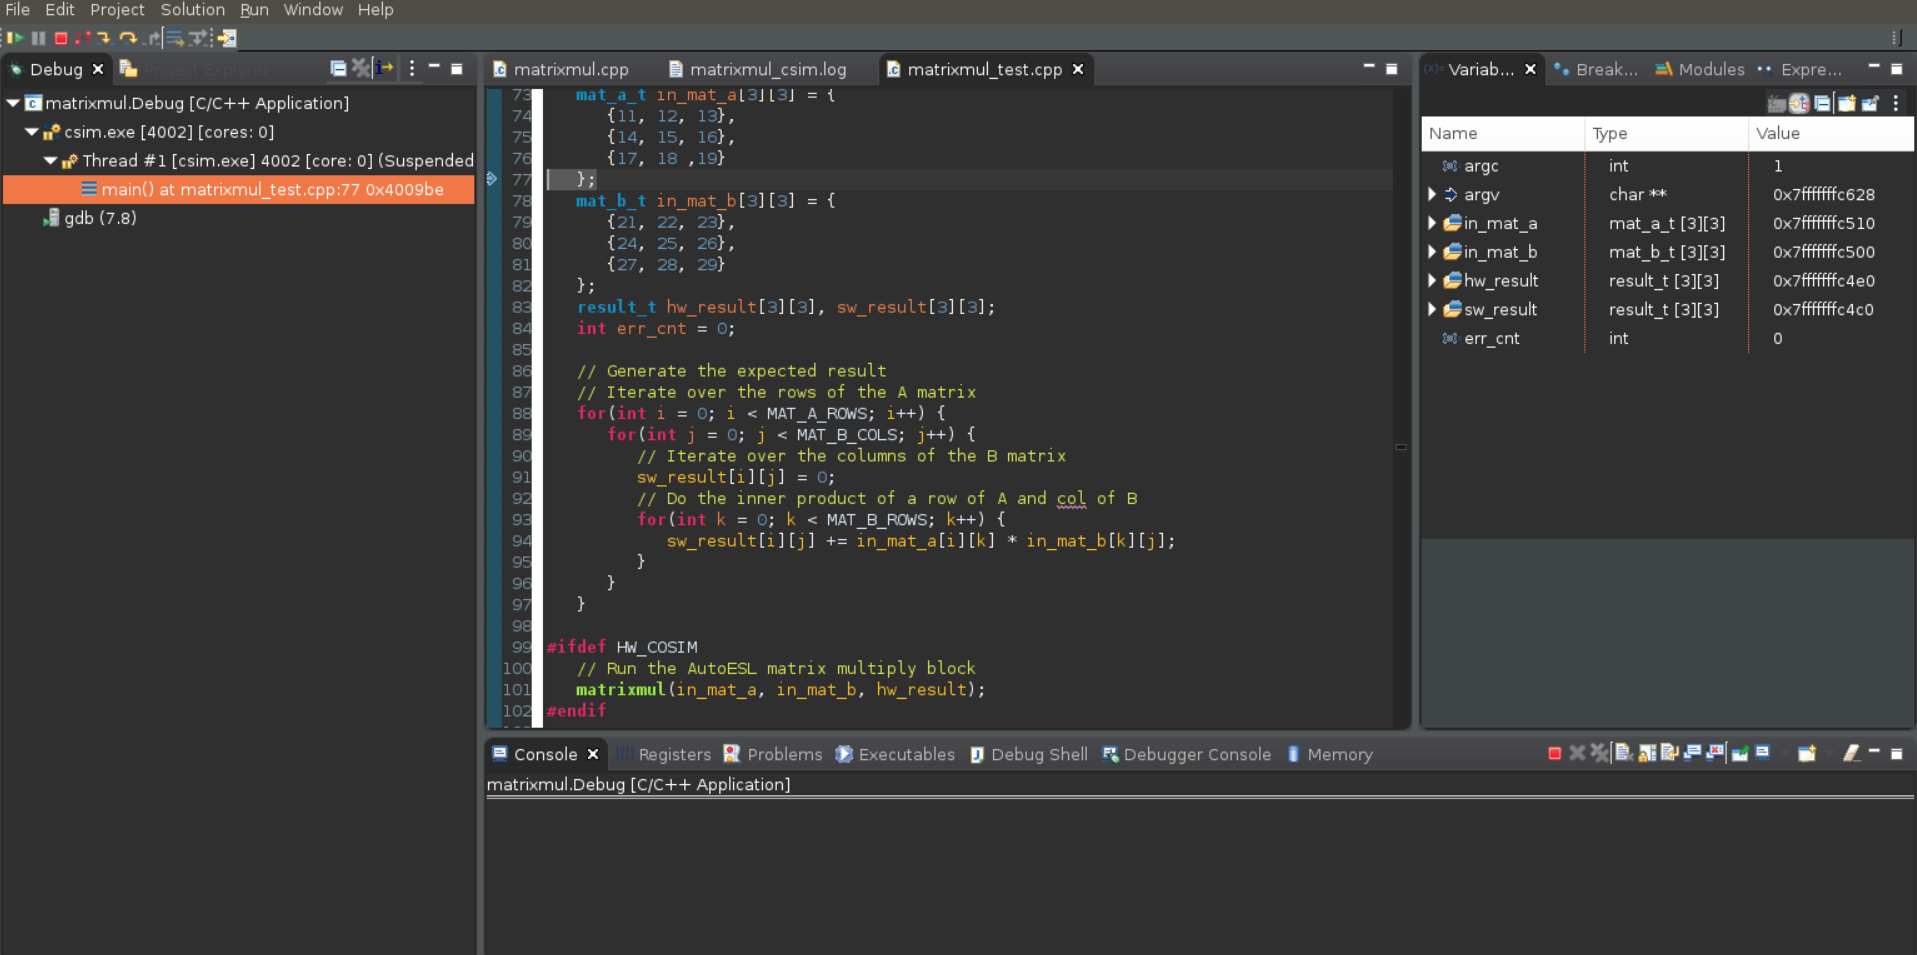 File Edit Project Solution Run Window Help
Debug
Project Explorer
matrixmul.Debug [C/C++ Application]
csim.exe [4002] [cores: 0]
Thread #1 [csim.exe] 4002 [core: 0] (Suspended
main() at matrixmul_test.cpp:77 0x4009be
gdb (7.8)
matrixmul.cpp matrixmul_csim.log matrixmul_test.cpp
73 mat_a_t in_mat_a[3][3] = {
74 {11, 12, 13},
75 {14, 15, 16},
76 {17, 18 ,19}
77 };
78 mat_b_t in_mat_b[3][3] = {
79 {21, 22, 23},
80 {24, 25, 26},
81 {27, 28, 29}
82 };
83 result_t hw_result[3][3], sw_result[3][3];
84 int err_cnt = 0;
85
86 // Generate the expected result
87 // Iterate over the rows of the A matrix
88 for(int i = 0; i < MAT_A_ROWS; i++) {
89 for(int j = 0; j < MAT_B_COLS; j++) {
90 // Iterate over the columns of the B matrix
91 sw_result[i][j] = 0;
92 // Do the inner product of a row of A and col of B
93 for(int k = 0; k < MAT_B_ROWS; k++) {
94 sw_result[i][j] += in_mat_a[i][k] * in_mat_b[k][j];
95 }
96 }
97 }
98
99 #ifdef HW_COSIM
100 // Run the AutoESL matrix multiply block
101 matrixmul(in_mat_a, in_mat_b, hw_result);
102 #endif
Variab... Break... Modules Expre...
Name Type Value
argc int 1
argv char ** 0x7fffffffc628
in_mat_a mat_a_t [3][3] 0x7fffffffc510
in_mat_b mat_b_t [3][3] 0x7fffffffc500
hw_result result_t [3][3] 0x7fffffffc4e0
sw_result result_t [3][3] 0x7fffffffc4c0
err_cnt int 0
Console Registers Problems Executables Debug Shell Debugger Console Memory
matrixmul.Debug [C/C++ Application]